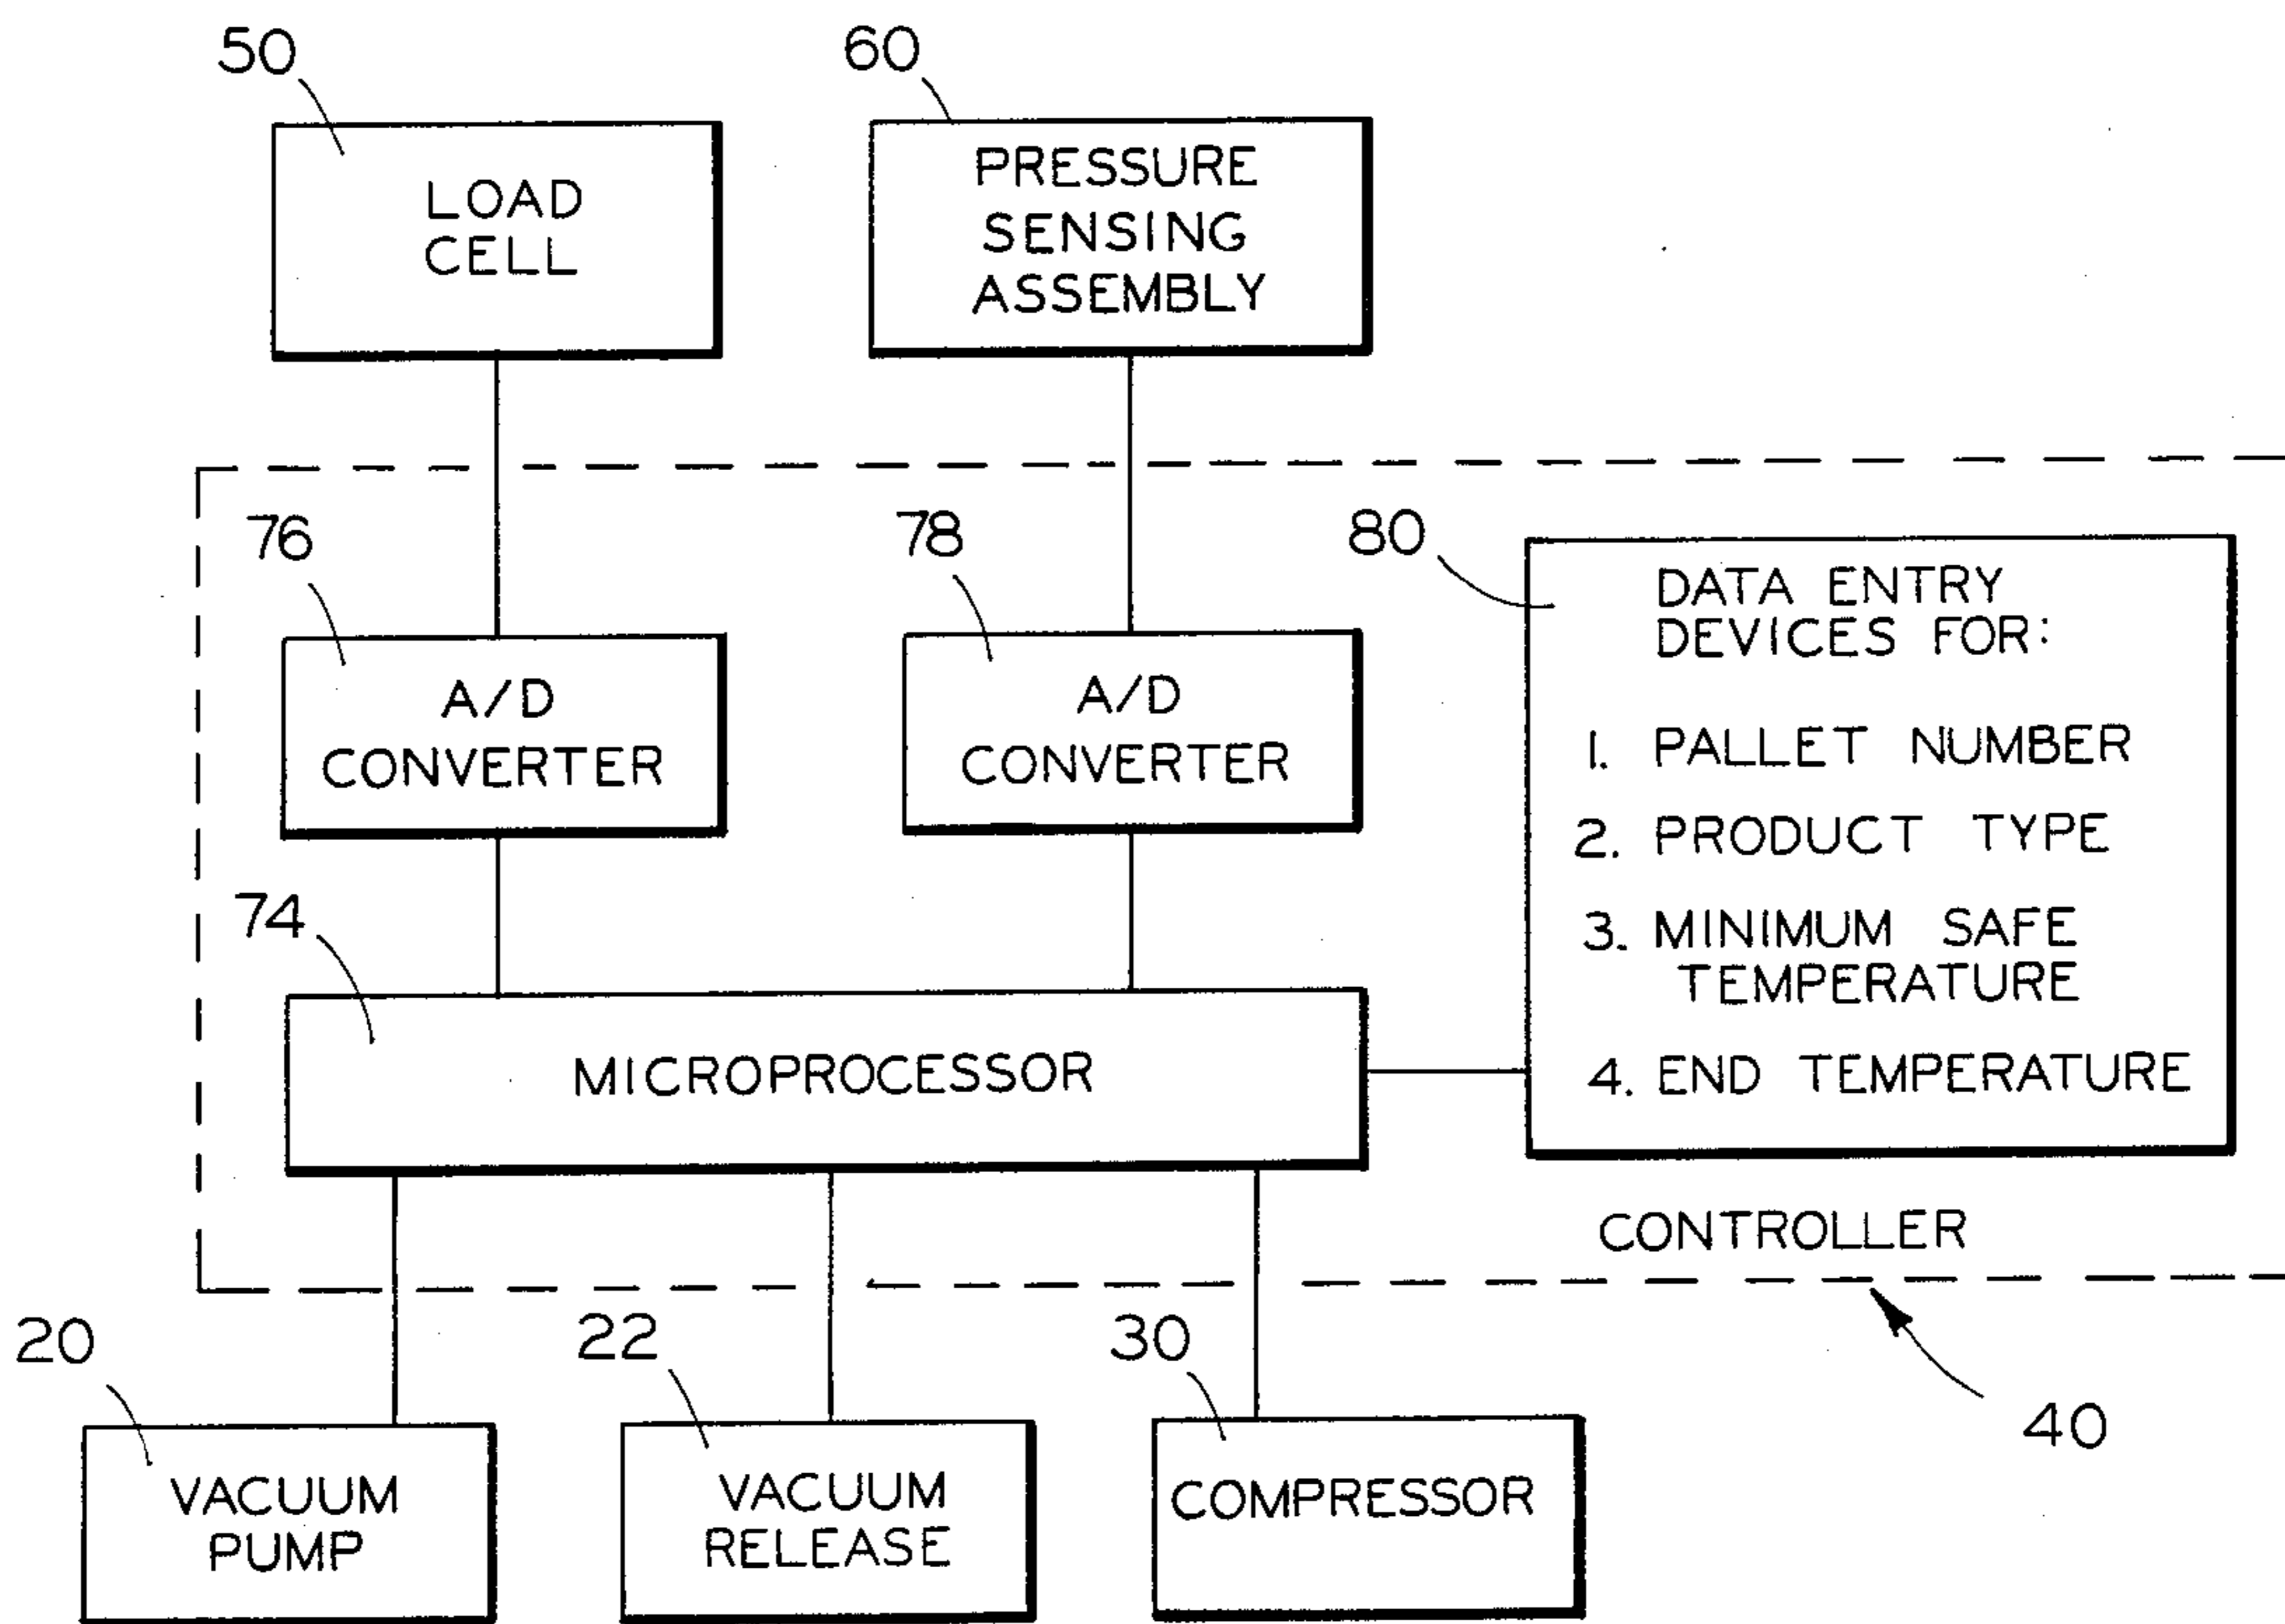 50
60
LOAD
CELL
PRESSURE
SENSING
ASSEMBLY
76
78
80
A/D
CONVERTER
A/D
CONVERTER
DATA ENTRY
DEVICES FOR:
1. PALLET NUMBER
2. PRODUCT TYPE
3. MINIMUM SAFE
TEMPERATURE
4. END TEMPERATURE
74
MICROPROCESSOR
CONTROLLER
40
20
22
30
VACUUM
PUMP
VACUUM
RELEASE
COMPRESSOR